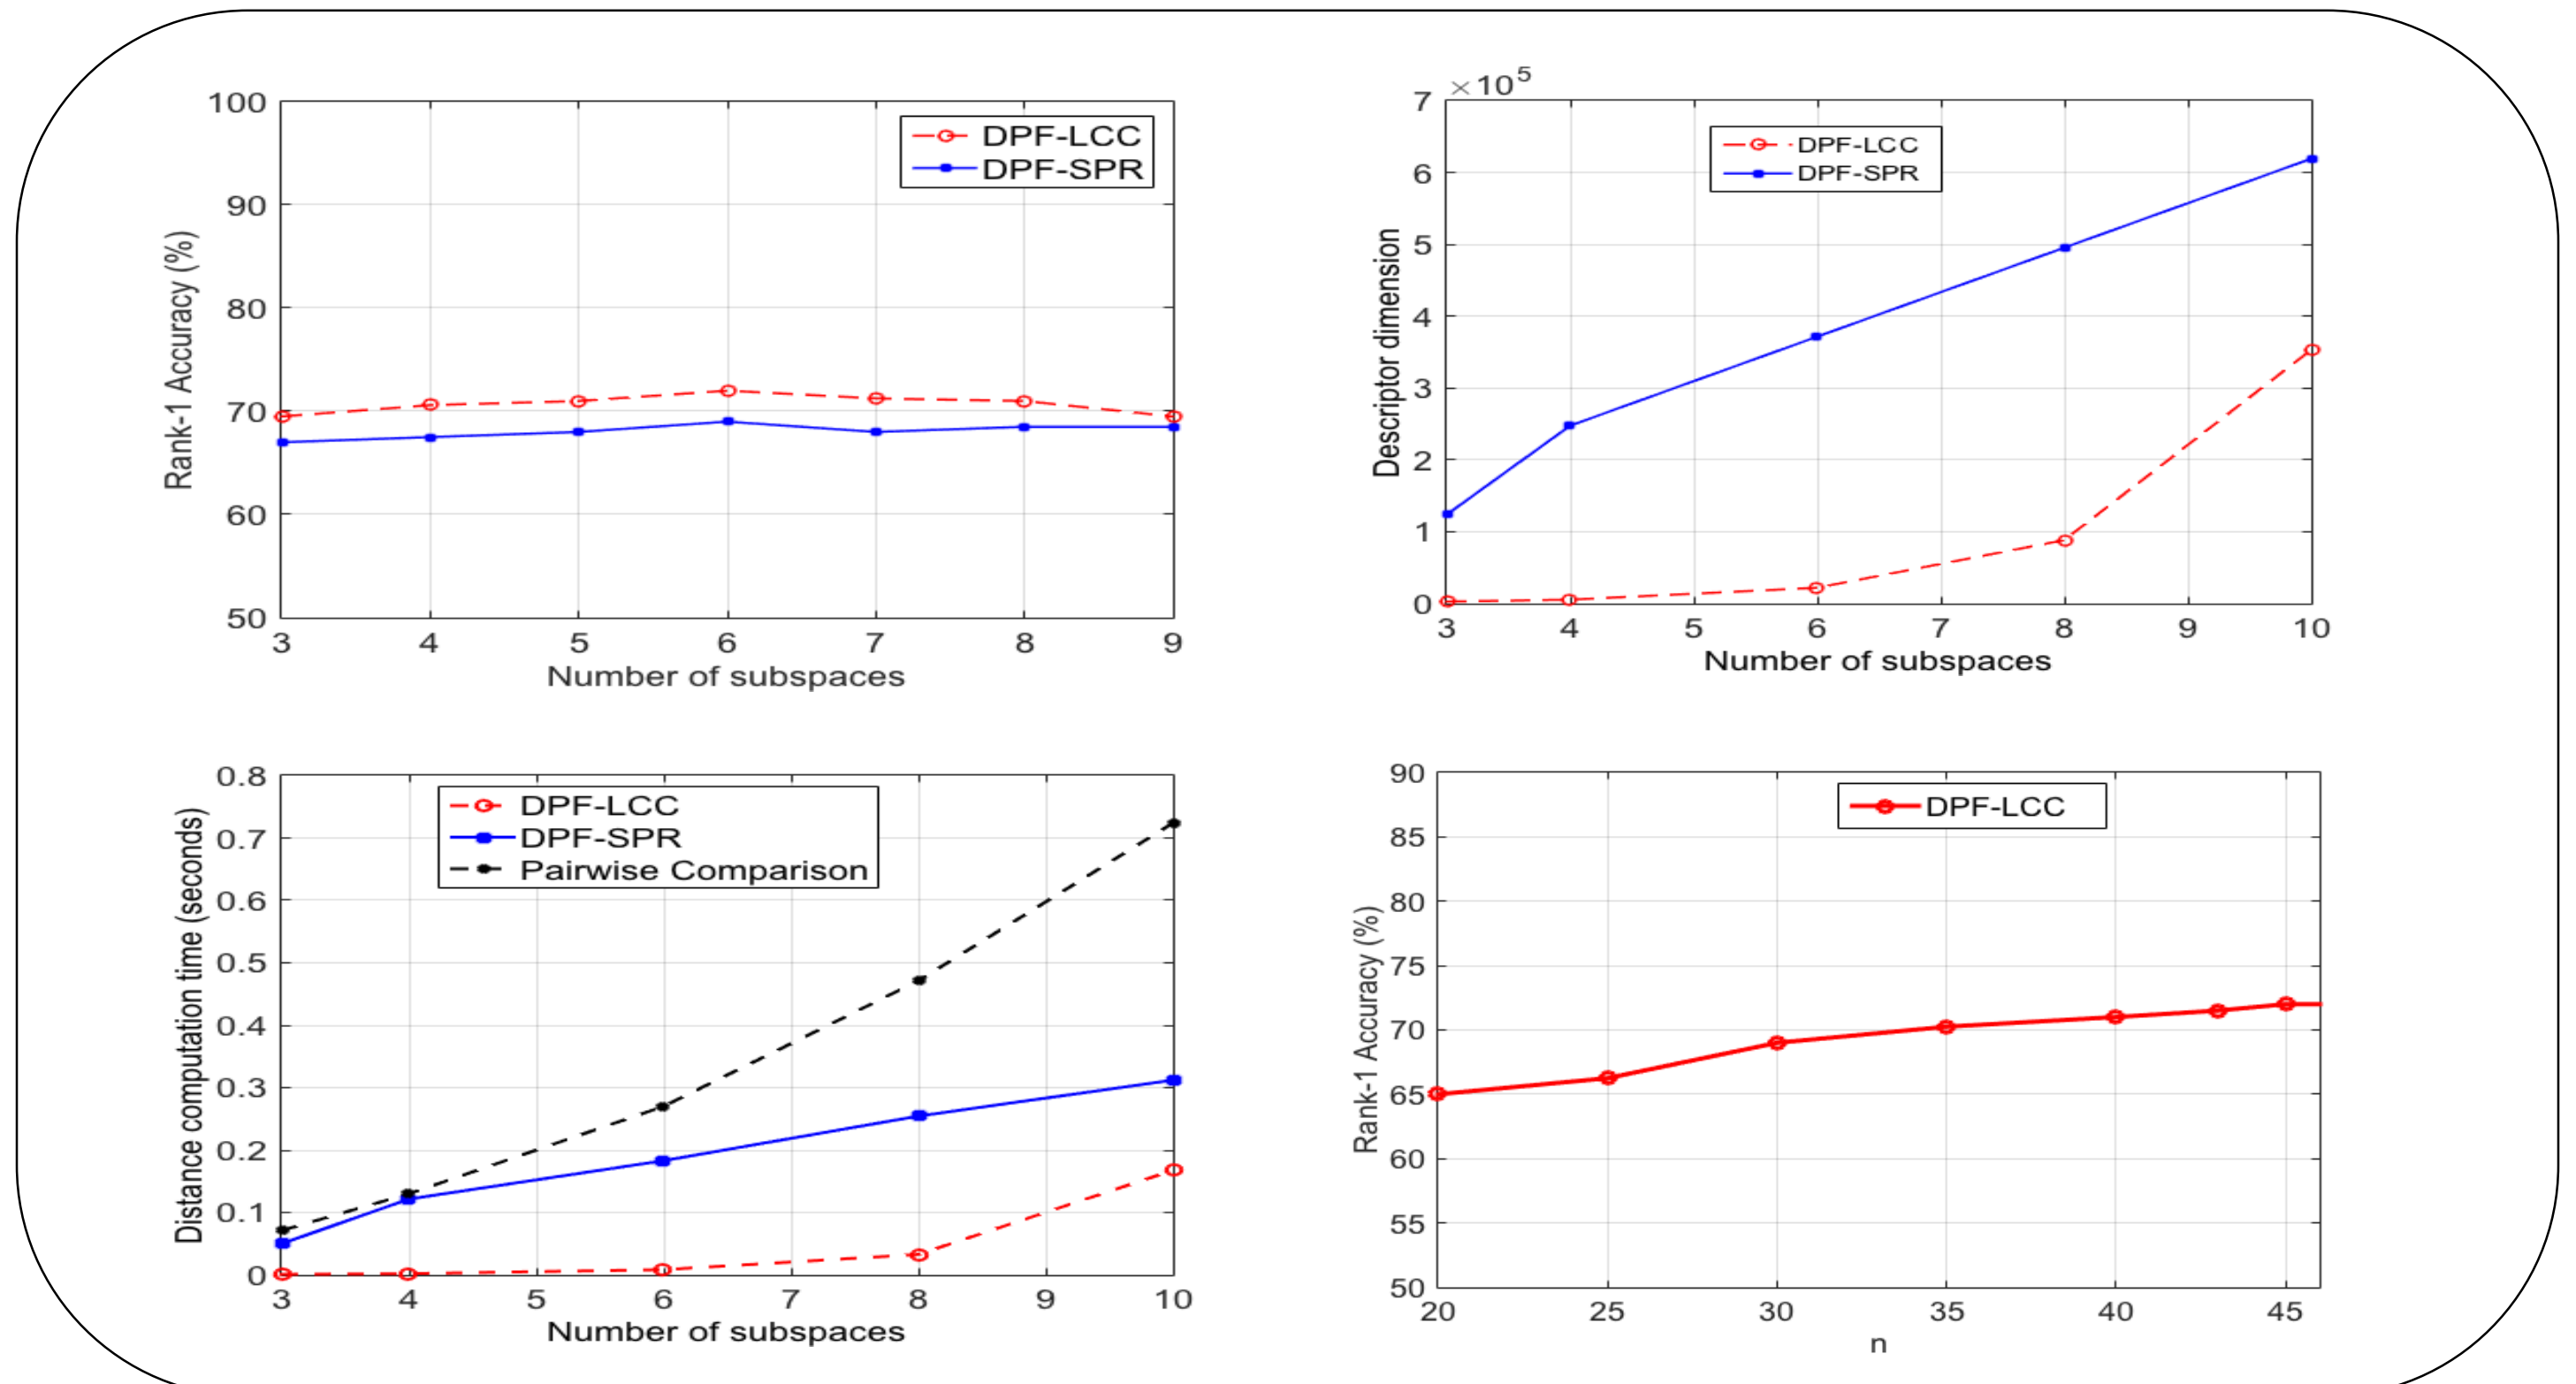 100
90
80
70
60
50
3 4 5 6 7 8 9
Rank-1 Accuracy (%)
Number of subspaces
DPF-LCC
DPF-SPR
×10^5
7
6
5
4
3
2
1
0
3 4 5 6 7 8 9 10
Descriptor dimension
Number of subspaces
DPF-LCC
DPF-SPR
0.8
0.7
0.6
0.5
0.4
0.3
0.2
0.1
0
3 4 5 6 7 8 9 10
Distance computation time (seconds)
Number of subspaces
DPF-LCC
DPF-SPR
Pairwise Comparison
90
85
80
75
70
65
60
55
50
20 25 30 35 40 45
Rank-1 Accuracy (%)
n
DPF-LCC